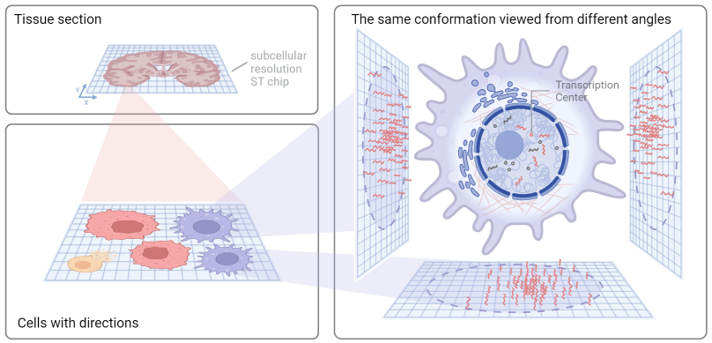 Tissue section
subcellular
resolution
ST chip
Y
X
Cells with directions
The same conformation viewed from different angles
Transcription
Center